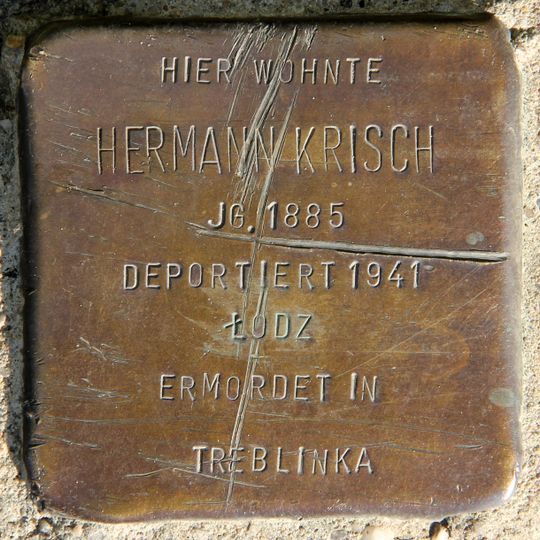 HIER WOHNTE
HERMANN KRISCH
JG. 1885
DEPORTIERT 1941
ŁODZ
ERMORDET IN
TREBLINKA